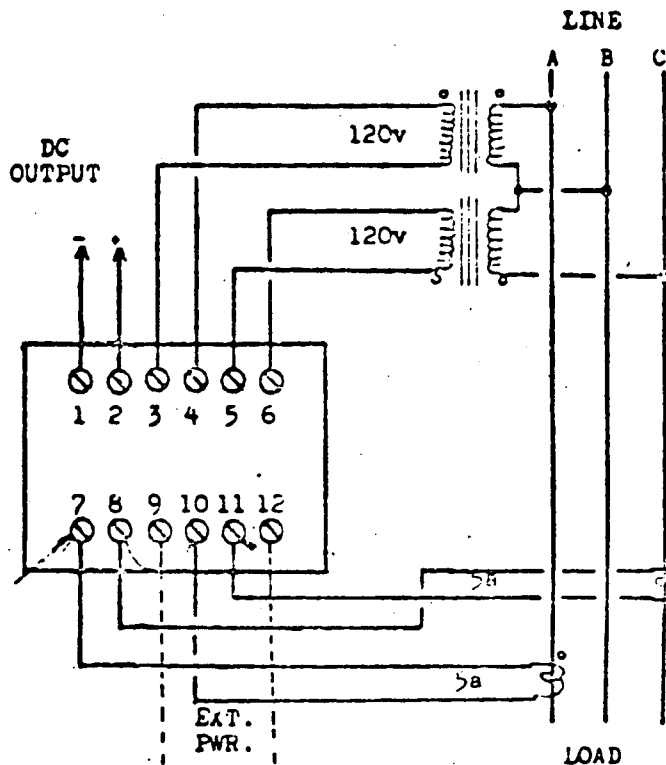 LINE
A B C
120v
DC
OUTPUT
120v
- +
1 2 3 4 5 6
7 8 9 10 11 12
5a
5a
EXT.
PWR.
LOAD